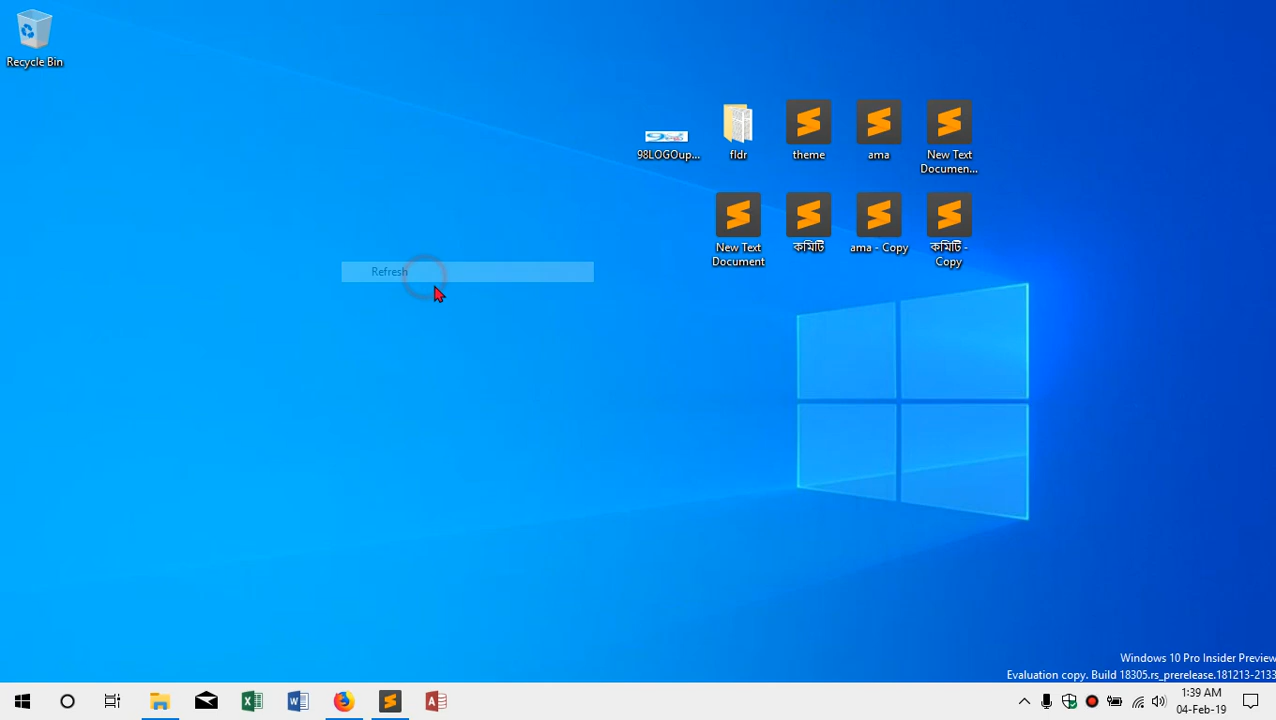 Recycle Bin
98LOGOup...
fldr
theme
ama
New Text
Documen...
New Text
Document
কমিটি
ama - Copy
কমিটি -
Copy
Refresh
Windows 10 Pro Insider Preview
Evaluation copy. Build 18305.rs_prerelease.181213-2133
1:39 AM
04-Feb-19